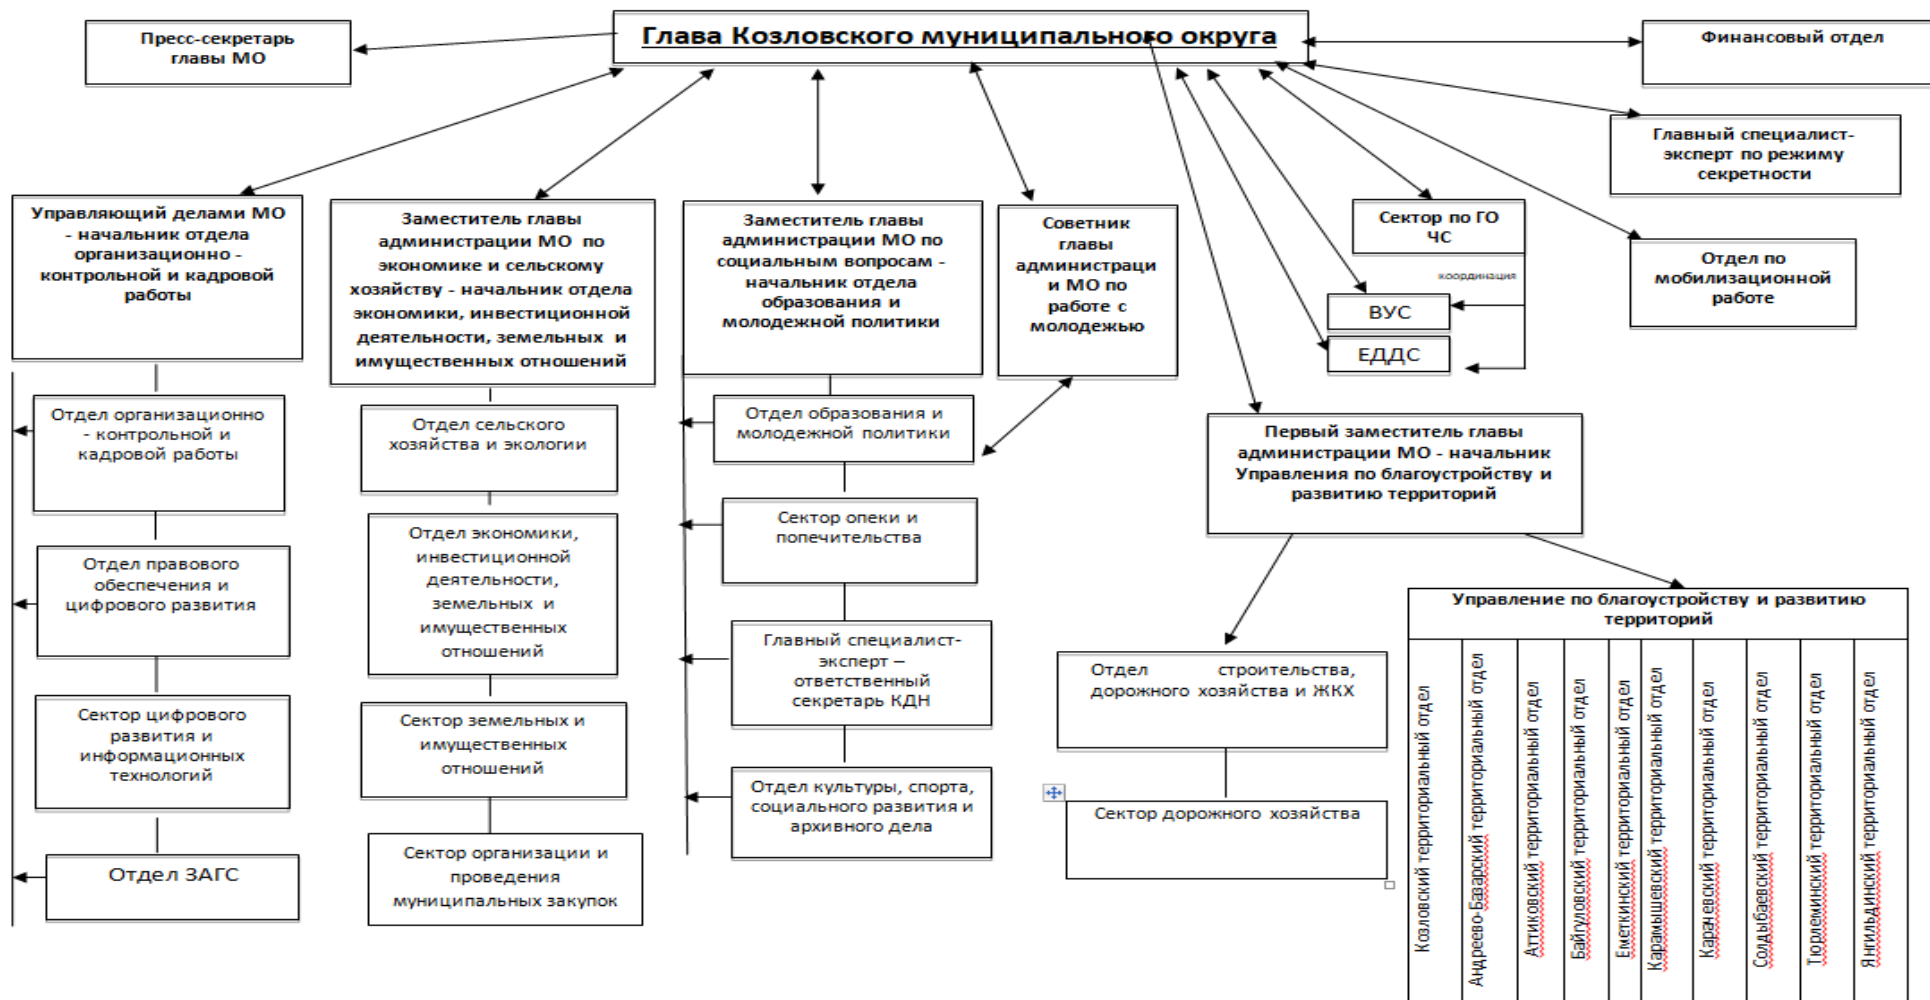 Глава Козловского муниципального округа
Пресс-секретарь
главы МО
Финансовый отдел
Главный специалист-
эксперт по режиму
секретности
Управляющий делами МО
- начальник отдела
организационно -
контрольной и кадровой
работы
Заместитель главы
администрации МО по
экономике и сельскому
хозяйству - начальник отдела
экономики, инвестиционной
деятельности, земельных и
имущественных отношений
Заместитель главы
администрации МО по
социальным вопросам -
начальник отдела
образования и
молодежной политики
Советник
главы
администраци
и МО по
работе с
молодежью
Сектор по ГО
ЧС
координация
ВУС
ЕДДС
Отдел по
мобилизационной
работе
Отдел организационно
- контрольной и
кадровой работы
Отдел правового
обеспечения и
цифрового развития
Сектор цифрового
развития и
информационных
технологий
Отдел ЗАГС
Отдел сельского
хозяйства и экологии
Отдел экономики,
инвестиционной
деятельности,
земельных и
имущественных
отношений
Сектор земельных и
имущественных
отношений
Сектор организации и
проведения
муниципальных закупок
Отдел образования и
молодежной политики
Сектор опеки и
попечительства
Главный специалист-
эксперт –
ответственный
секретарь КДН
Отдел культуры, спорта,
социального развития и
архивного дела
Первый заместитель главы
администрации МО - начальник
Управления по благоустройству и
развитию территорий
Отдел строительства,
дорожного хозяйства и ЖКХ
Сектор дорожного хозяйства
Управление по благоустройству и развитию
территорий
Козловский территориальный отдел
Андреево-Базарский территориальный отдел
Аттиковский территориальный отдел
Байгуловский территориальный отдел
Еметкинский территориальный отдел
Карамышевский территориальный отдел
Карачевский территориальный отдел
Солдыбаевский территориальный отдел
Тюрлеминский территориальный отдел
Янгильдинский территориальный отдел